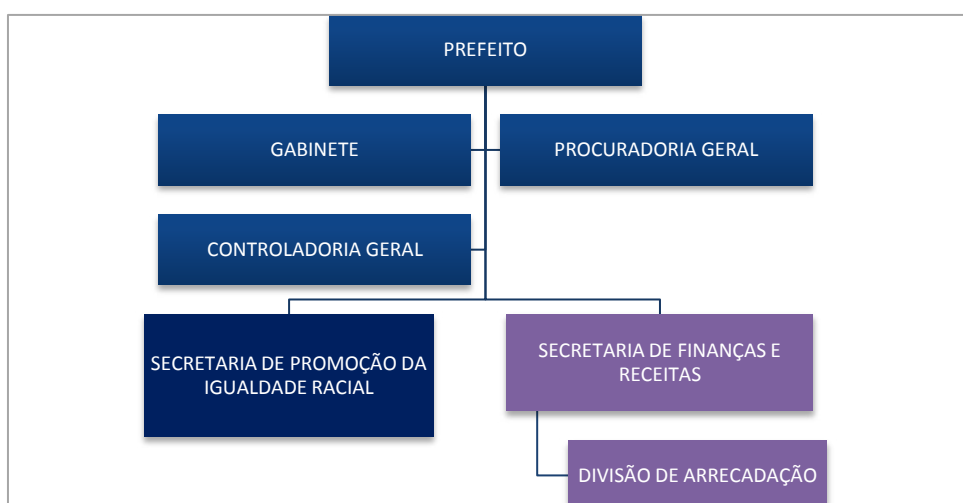 PREFEITO
GABINETE
PROCURADORIA GERAL
CONTROLADORIA GERAL
SECRETARIA DE PROMOÇÃO DA
IGUALDADE RACIAL
SECRETARIA DE FINANÇAS E
RECEITAS
DIVISÃO DE ARRECADAÇÃO